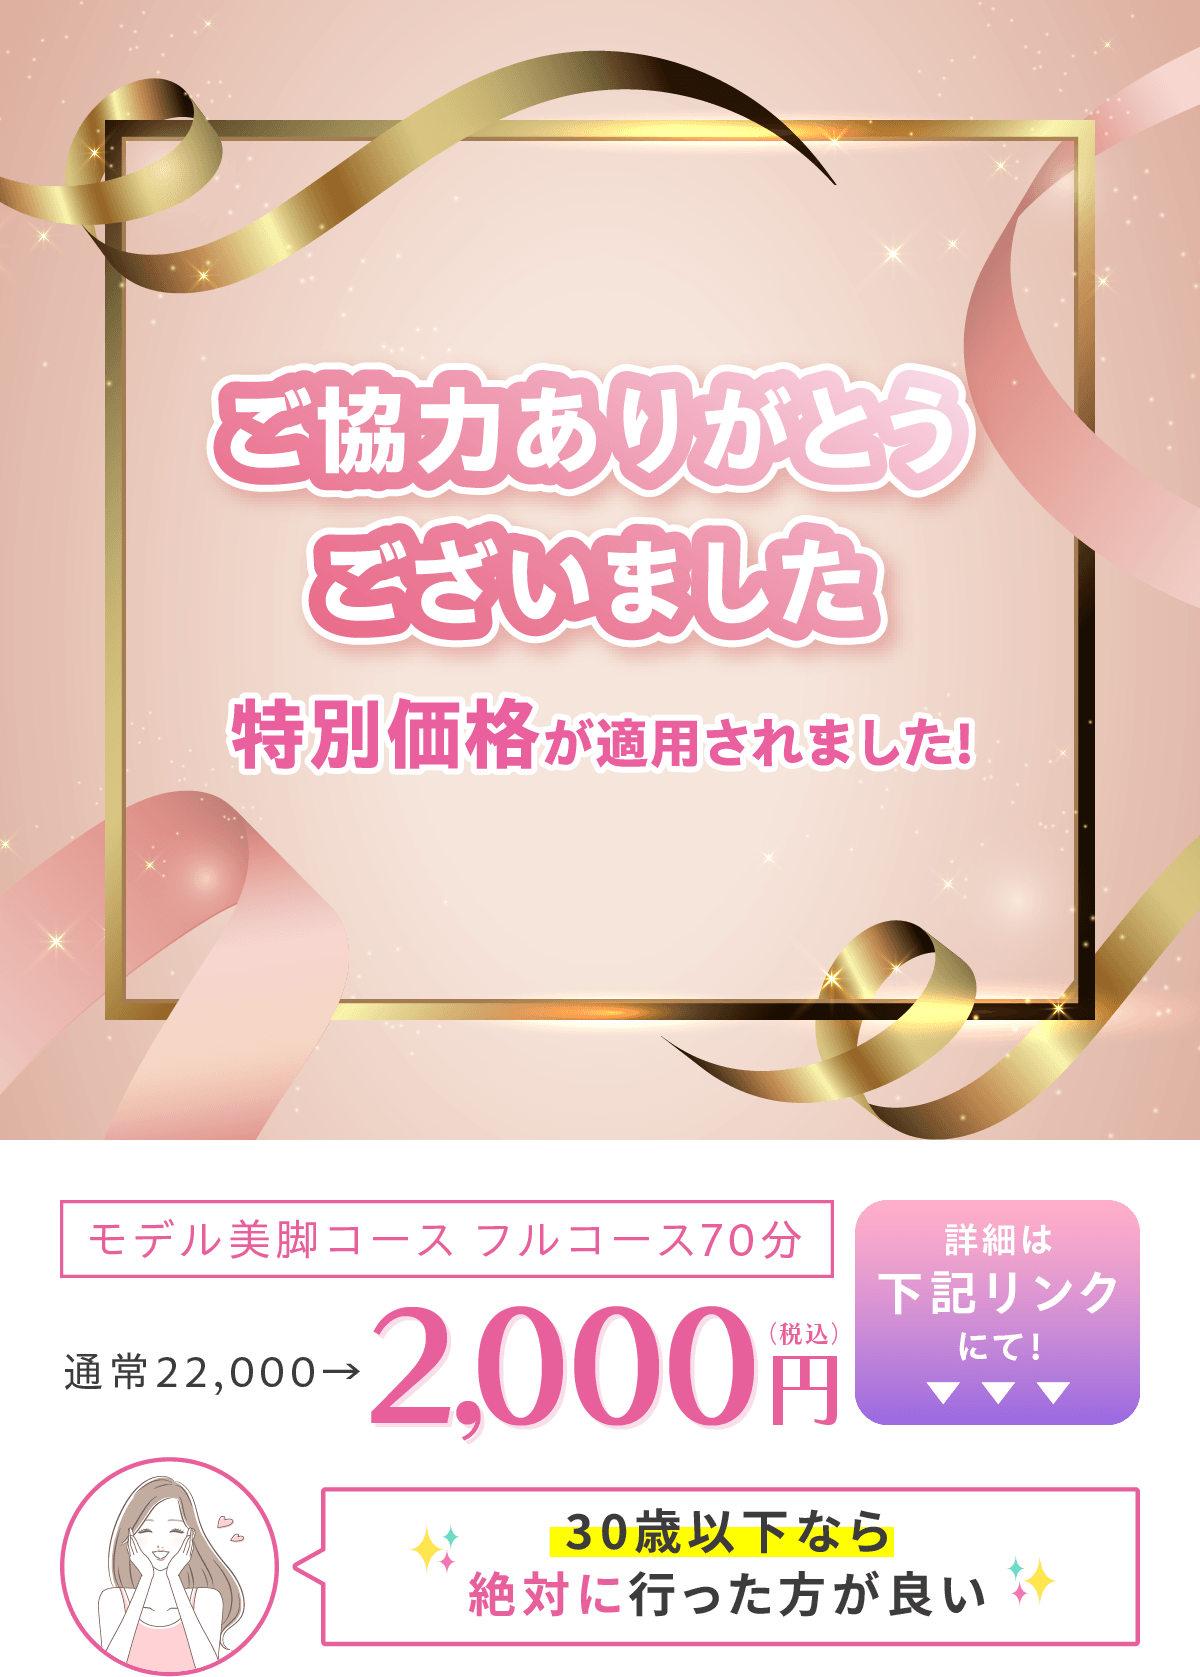 ご協力ありがとう
ございました
特別価格が適用されました!
モデル美脚コース フルコース70分
通常22,000→2,000円(税込)
詳細は
下記リンク
にて!
30歳以下なら
絶対に行った方が良い